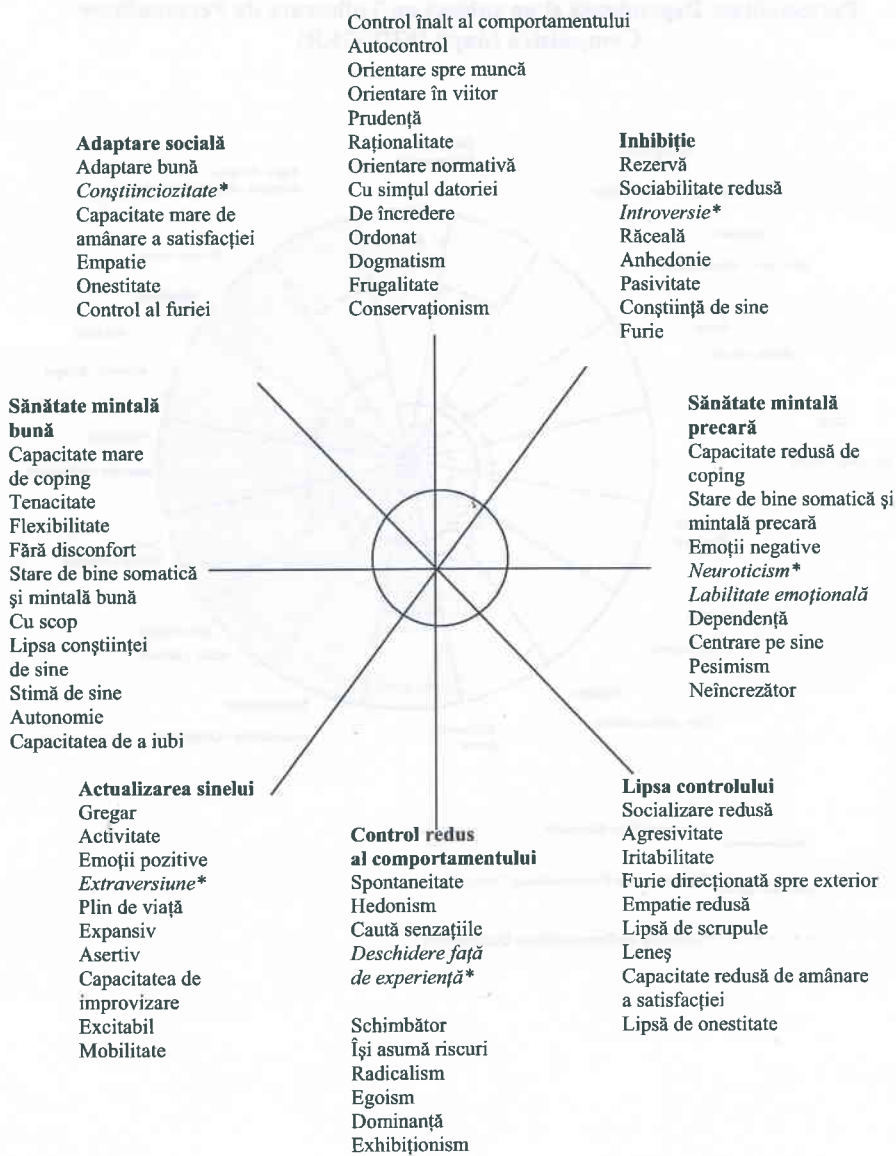 Control înalt al comportamentului
Autocontrol
Orientare spre muncă
Orientare în viitor
Prudență
Raționalitate
Orientare normativă
Cu simțul datoriei
De încredere
Ordonat
Dogmatism
Frugalitate
Conservaționism
Adaptare socială
Adaptare bună
Conștiinciozitate*
Capacitate mare de
amânare a satisfacției
Empatie
Onestitate
Control al furiei
Inhibiție
Rezervă
Sociabilitate redusă
Introversie*
Răceală
Anhedonie
Pasivitate
Conștiință de sine
Furie
Sănătate mintală
bună
Capacitate mare
de coping
Tenacitate
Flexibilitate
Fără disconfort
Stare de bine somatică
și mintală bună
Cu scop
Lipsa conștiinței
de sine
Stimă de sine
Autonomie
Capacitatea de a iubi
Sănătate mintală
precară
Capacitate redusă de
coping
Stare de bine somatică și
mintală precară
Emoții negative
Neuroticism*
Labilitate emoțională
Dependență
Centrare pe sine
Pesimism
Neîncrezător
Actualizarea sinelui
Gregar
Activitate
Emoții pozitive
Extraversiune*
Plin de viață
Expansiv
Asertiv
Capacitatea de
improvizare
Excitabil
Mobilitate
Control redus
al comportamentului
Spontaneitate
Hedonism
Caută senzațiile
Deschidere față
de experiență*
Schimbător
Își asumă riscuri
Radicalism
Egoism
Dominanță
Exhibiționism
Lipsa controlului
Socializare redusă
Agresivitate
Iritabilitate
Furie direcționată spre exterior
Empatie redusă
Lipsă de scrupule
Leneș
Capacitate redusă de amânare
a satisfacției
Lipsă de onestitate